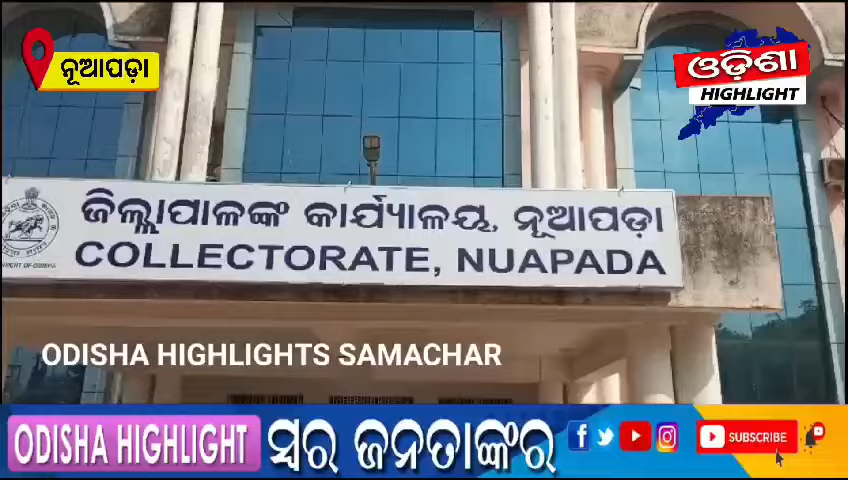 ନୂଆପଡ଼ା
ଓଡ଼ିଶା
HIGHLIGHT
ଜିଲ୍ଲାପାଳଙ୍କ କାର୍ଯ୍ୟାଳୟ, ନୂଆପଡ଼ା
COLLECTORATE, NUAPADA
ODISHA HIGHLIGHTS SAMACHAR
ODISHA HIGHLIGHT
ସ୍ୱର ଜନତାଙ୍କର
SUBSCRIBE